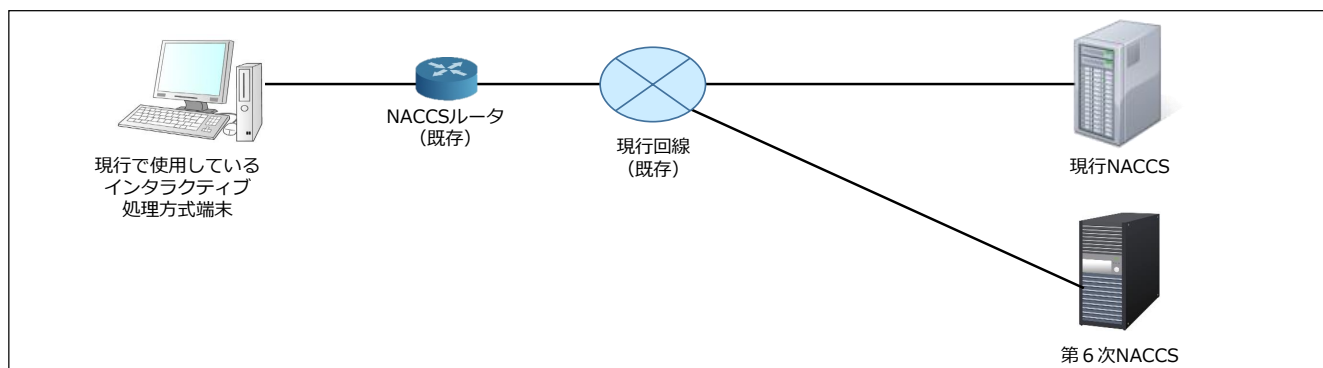 現行で使用している
インタラクティブ
処理方式端末
NACCSルータ
(既存)
現行回線
(既存)
現行NACCS
第６次NACCS